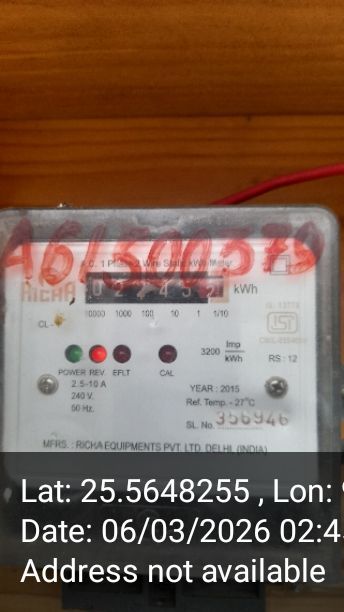 A.C. 1 Phase 2 Wire Static kWh Meter
RICHA
kWh
10000 1000 100 10 1 1/10
CL-
POWER REV. EFLT CAL
3200 Imp/kWh
RS : 12
2.5-10 A
240 V.
50 Hz.
YEAR : 2015
Ref. Temp. - 27°C
SL. No. 356946
MFRS. : RICHA EQUIPMENTS PVT. LTD. DELHI, (INDIA)
Lat: 25.5648255 , Lon:
Date: 06/03/2026 02:4
Address not available